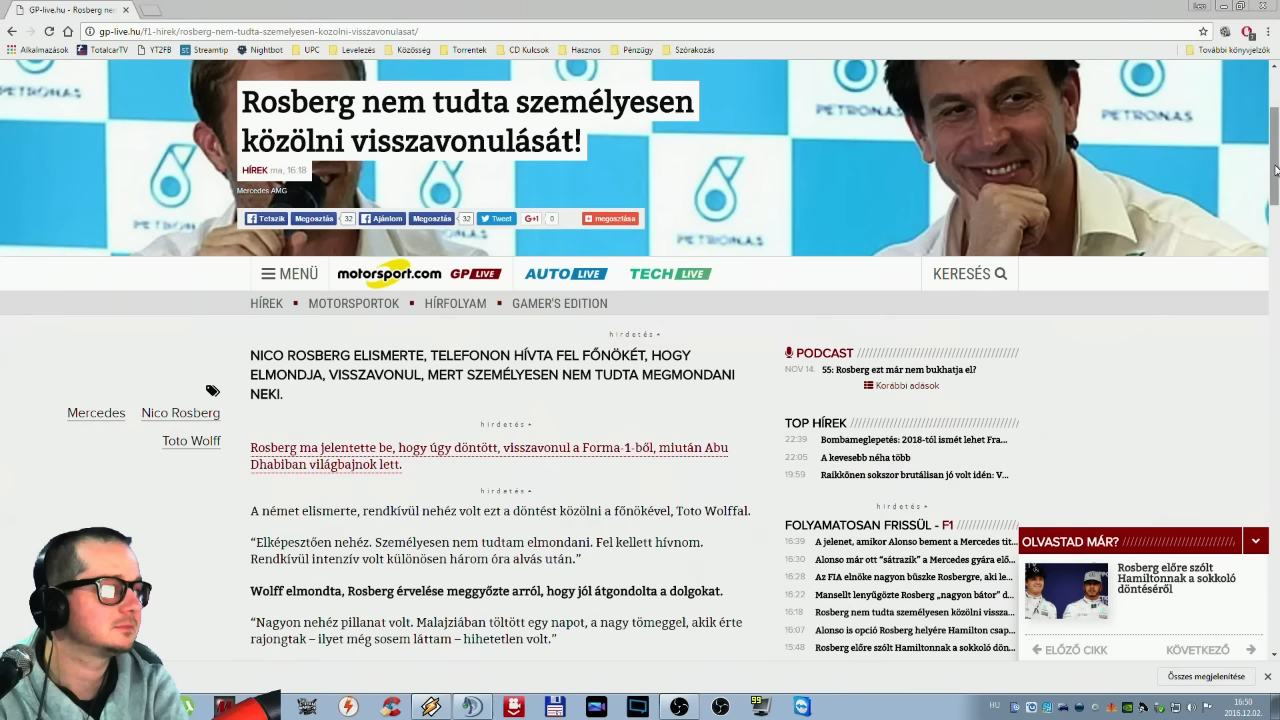 GP-live.hu | nyomtatott
gp-live.hu/f1-hirek/rosberg-nem-tudta-szemelyesen-kozolni-visszavonulasat/
Alkalmazások TotalcarTV YT2FB Streamtip Nightbot UPC Levelezés Közösség Torrentek CD Kulcsok Hasznos Pénzügy Szórakozás További könyvjelzők
PETRONAS
PETRONAS
PETRONAS
PETRONAS
Rosberg nem tudta személyesen
közölni visszavonulását!
HÍREK ma, 16:18
Mercedes AMG
Tetszik Megosztás 32 Ajánlom Megosztás 32 Tweet G+1 0 megosztása
MENÜ motorsport.com GP LIVE AUTO LIVE TECH LIVE KERESÉS
HÍREK MOTORSPORTOK HÍRFOLYAM GAMER'S EDITION
hirdetés
NICO ROSBERG ELISMERTE, TELEFONON HÍVTA FEL FŐNÖKÉT, HOGY
ELMONDJA, VISSZAVONUL, MERT SZEMÉLYESEN NEM TUDTA MEGMONDANI
NEKI.
Mercedes Nico Rosberg
Toto Wolff
hirdetés
Rosberg ma jelentette be, hogy úgy döntött, visszavonul a Forma-1-ből, miután Abu
Dhabiban világbajnok lett.
hirdetés
A német elismerte, rendkívül nehéz volt ezt a döntést közölni a főnökével, Toto Wolffal.
“Elképesztően nehéz. Személyesen nem tudtam elmondani. Fel kellett hívnom.
Rendkívül intenzív volt különösen három óra alvás után.”
Wolff elmondta, Rosberg érvelése meggyőzte arról, hogy jól átgondolta a dolgokat.
“Nagyon nehéz pillanat volt. Malajziában töltött egy napot, a nagy tömeggel, akik érte
rajongtak – ilyet még sosem láttam – hihetetlen volt.”
PODCAST
NOV 14. 55: Rosberg ezt már nem bukhatja el?
Korábbi adások
TOP HÍREK
22:39 Bombameglepetés: 2018-tól ismét lehet Fra...
22:05 A kevesebb néha több
19:59 Raikkönen sokszor brutálisan jó volt idén: V...
hirdetés
FOLYAMATOSAN FRISSÜL - F1
16:39 A jelenet, amikor Alonso bement a Mercedes tit...
16:30 Alonso már ott “sátrazik” a Mercedes gyára elő...
16:28 Az FIA elnöke nagyon büszke Rosbergre, aki le...
16:22 Mansellt lenyűgözte Rosberg „nagyon bátor” d...
16:18 Rosberg nem tudta személyesen közölni vissza...
16:07 Alonso is opció Rosberg helyére Hamilton csap...
15:48 Rosberg előre szólt Hamiltonnak a sokkoló dön...
OLVASTAD MÁR?
Rosberg előre szólt
Hamiltonnak a sokkoló
döntéséről
ELŐZŐ CIKK KÖVETKEZŐ
Összes megjelenítése
HU
16:50
2016.12.02.